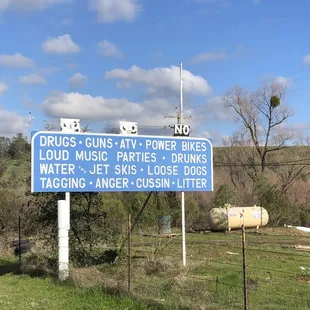 NO
DRUGS • GUNS • ATV • POWER BIKES
LOUD MUSIC PARTIES • DRUNKS
WATER ~ JET SKIS • LOOSE DOGS
TAGGING • ANGER • CUSSIN • LITTER